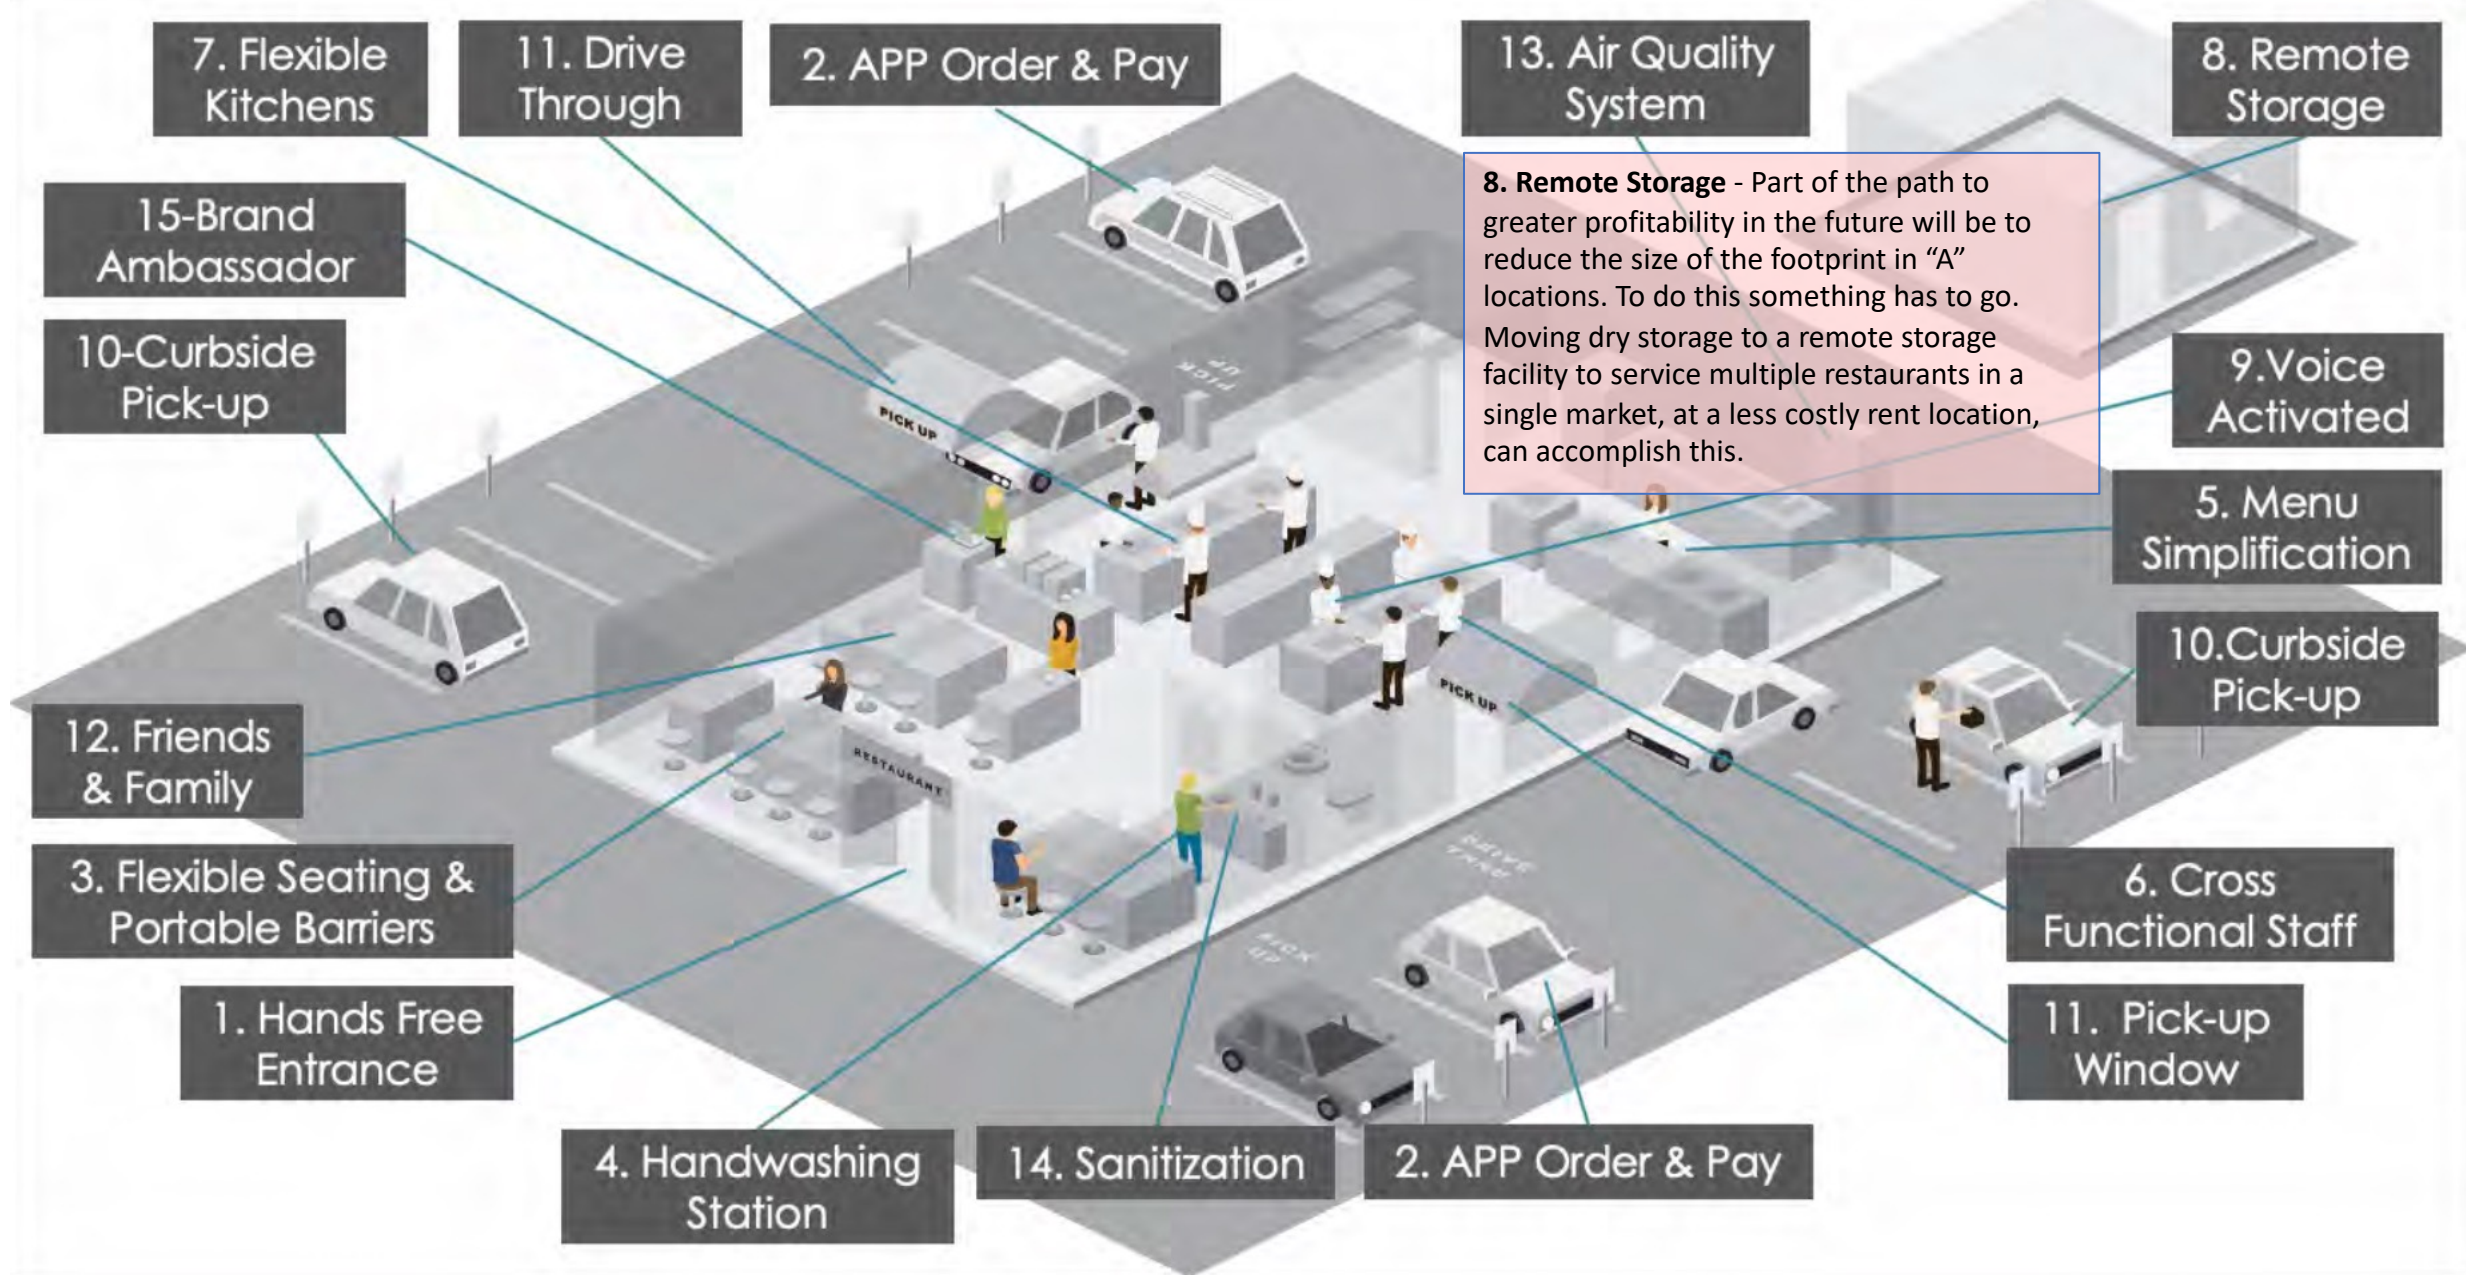 7. Flexible
Kitchens
11. Drive
Through
2. APP Order & Pay
13. Air Quality
System
8. Remote
Storage
8. Remote Storage - Part of the path to
greater profitability in the future will be to
reduce the size of the footprint in “A”
locations. To do this something has to go.
Moving dry storage to a remote storage
facility to service multiple restaurants in a
single market, at a less costly rent location,
can accomplish this.
15-Brand
Ambassador
10-Curbside
Pick-up
9.Voice
Activated
5. Menu
Simplification
10.Curbside
Pick-up
12. Friends
& Family
3. Flexible Seating &
Portable Barriers
6. Cross
Functional Staff
1. Hands Free
Entrance
11. Pick-up
Window
4. Handwashing
Station
14. Sanitization
2. APP Order & Pay
PICK UP
PICK
UP
PICK UP
RESTAURANT
DRIVE
THRU
PICK
UP